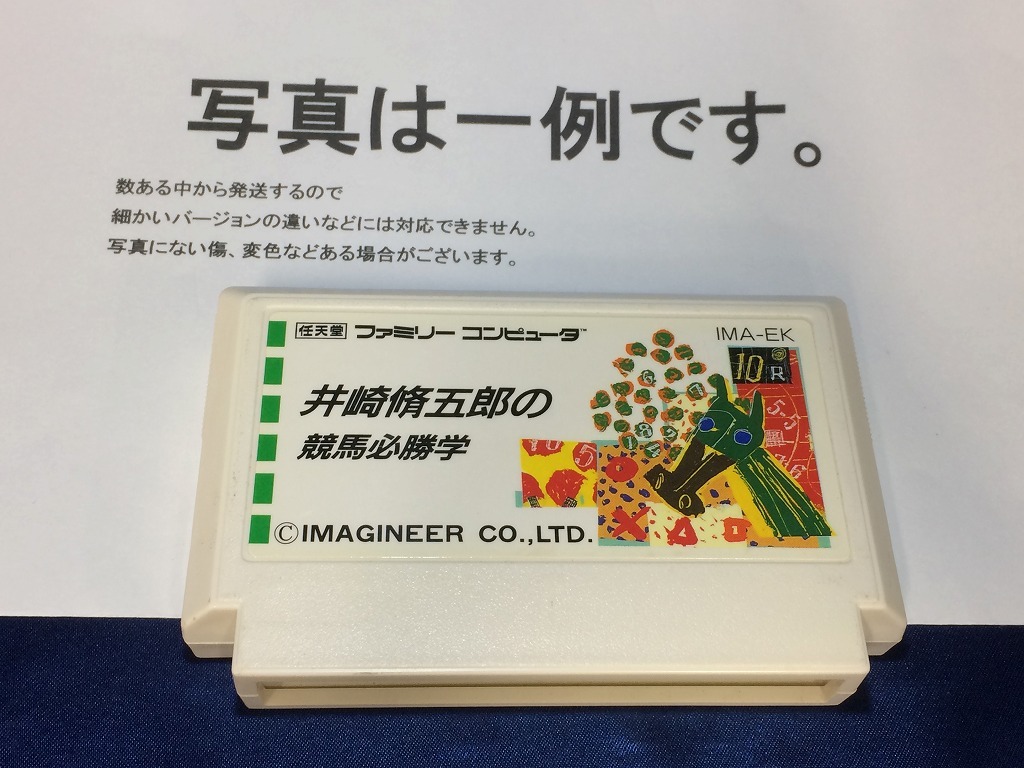 写真は一例です。
数ある中から発送するので
細かいバージョンの違いなどには対応できません。
写真にない傷、変色などある場合がございます。
任天堂 ファミリー コンピュータ™
IMA-EK
10 R
井崎脩五郎の
競馬必勝学
©IMAGINEER CO.,LTD.